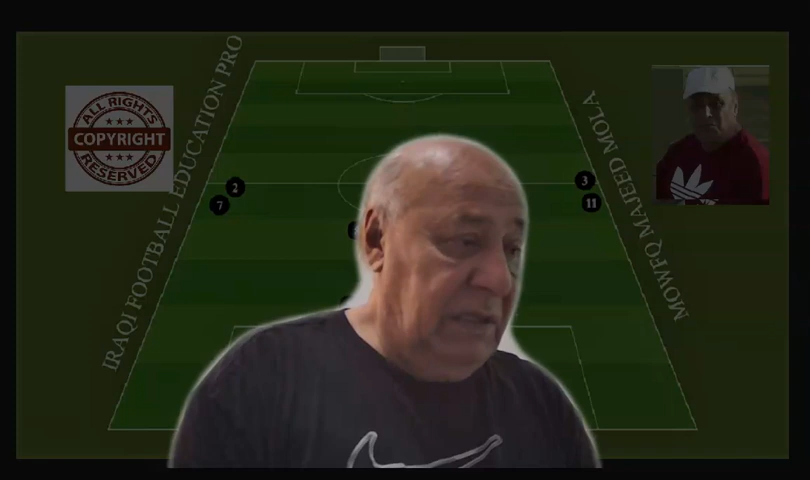 IRAQI FOOTBALL EDUCATION PRO
ALL RIGHTS
COPYRIGHT
RESERVED
MOWFQ MAJEED MOLA
2
7
3
11